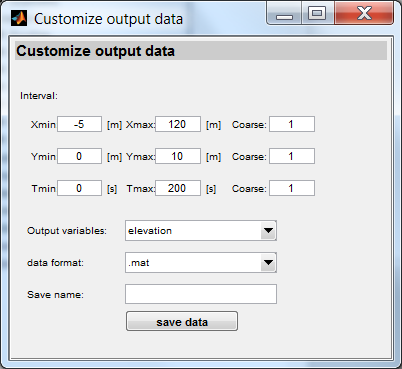 Customize output data
Customize output data
Interval:
Xmin -5 [m] Xmax: 120 [m] Coarse: 1
Ymin 0 [m] Ymax: 10 [m] Coarse: 1
Tmin 0 [s] Tmax: 200 [s] Coarse: 1
Output variables: elevation
data format: .mat
Save name:
save data